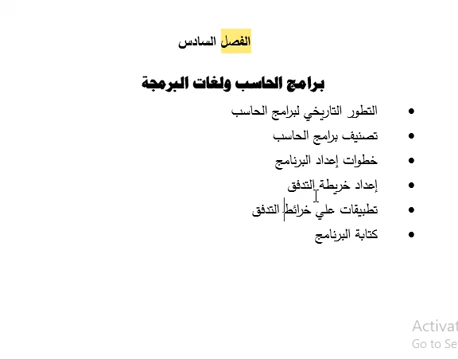 الفصل السادس
برامج الحاسب ولغات البرمجة
• التطور التاريخي لبرامج الحاسب
• تصنيف برامج الحاسب
• خطوات إعداد البرنامج
• إعداد خريطة التدفق
• تطبيقات علي خرائط التدفق
• كتابة البرنامج
Activat
Go to Se